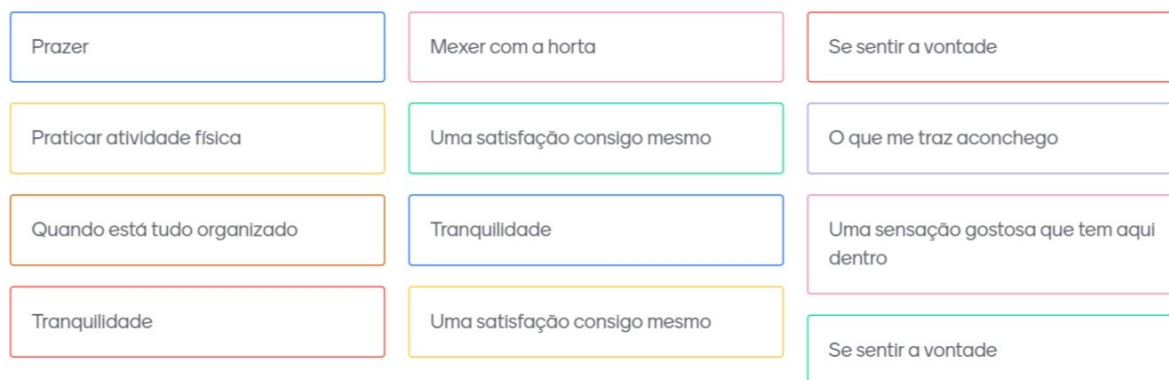 Prazer
Praticar atividade física
Quando está tudo organizado
Tranquilidade
Mexer com a horta
Uma satisfação consigo mesmo
Tranquilidade
Uma satisfação consigo mesmo
Se sentir a vontade
O que me traz aconchego
Uma sensação gostosa que tem aqui
dentro
Se sentir a vontade